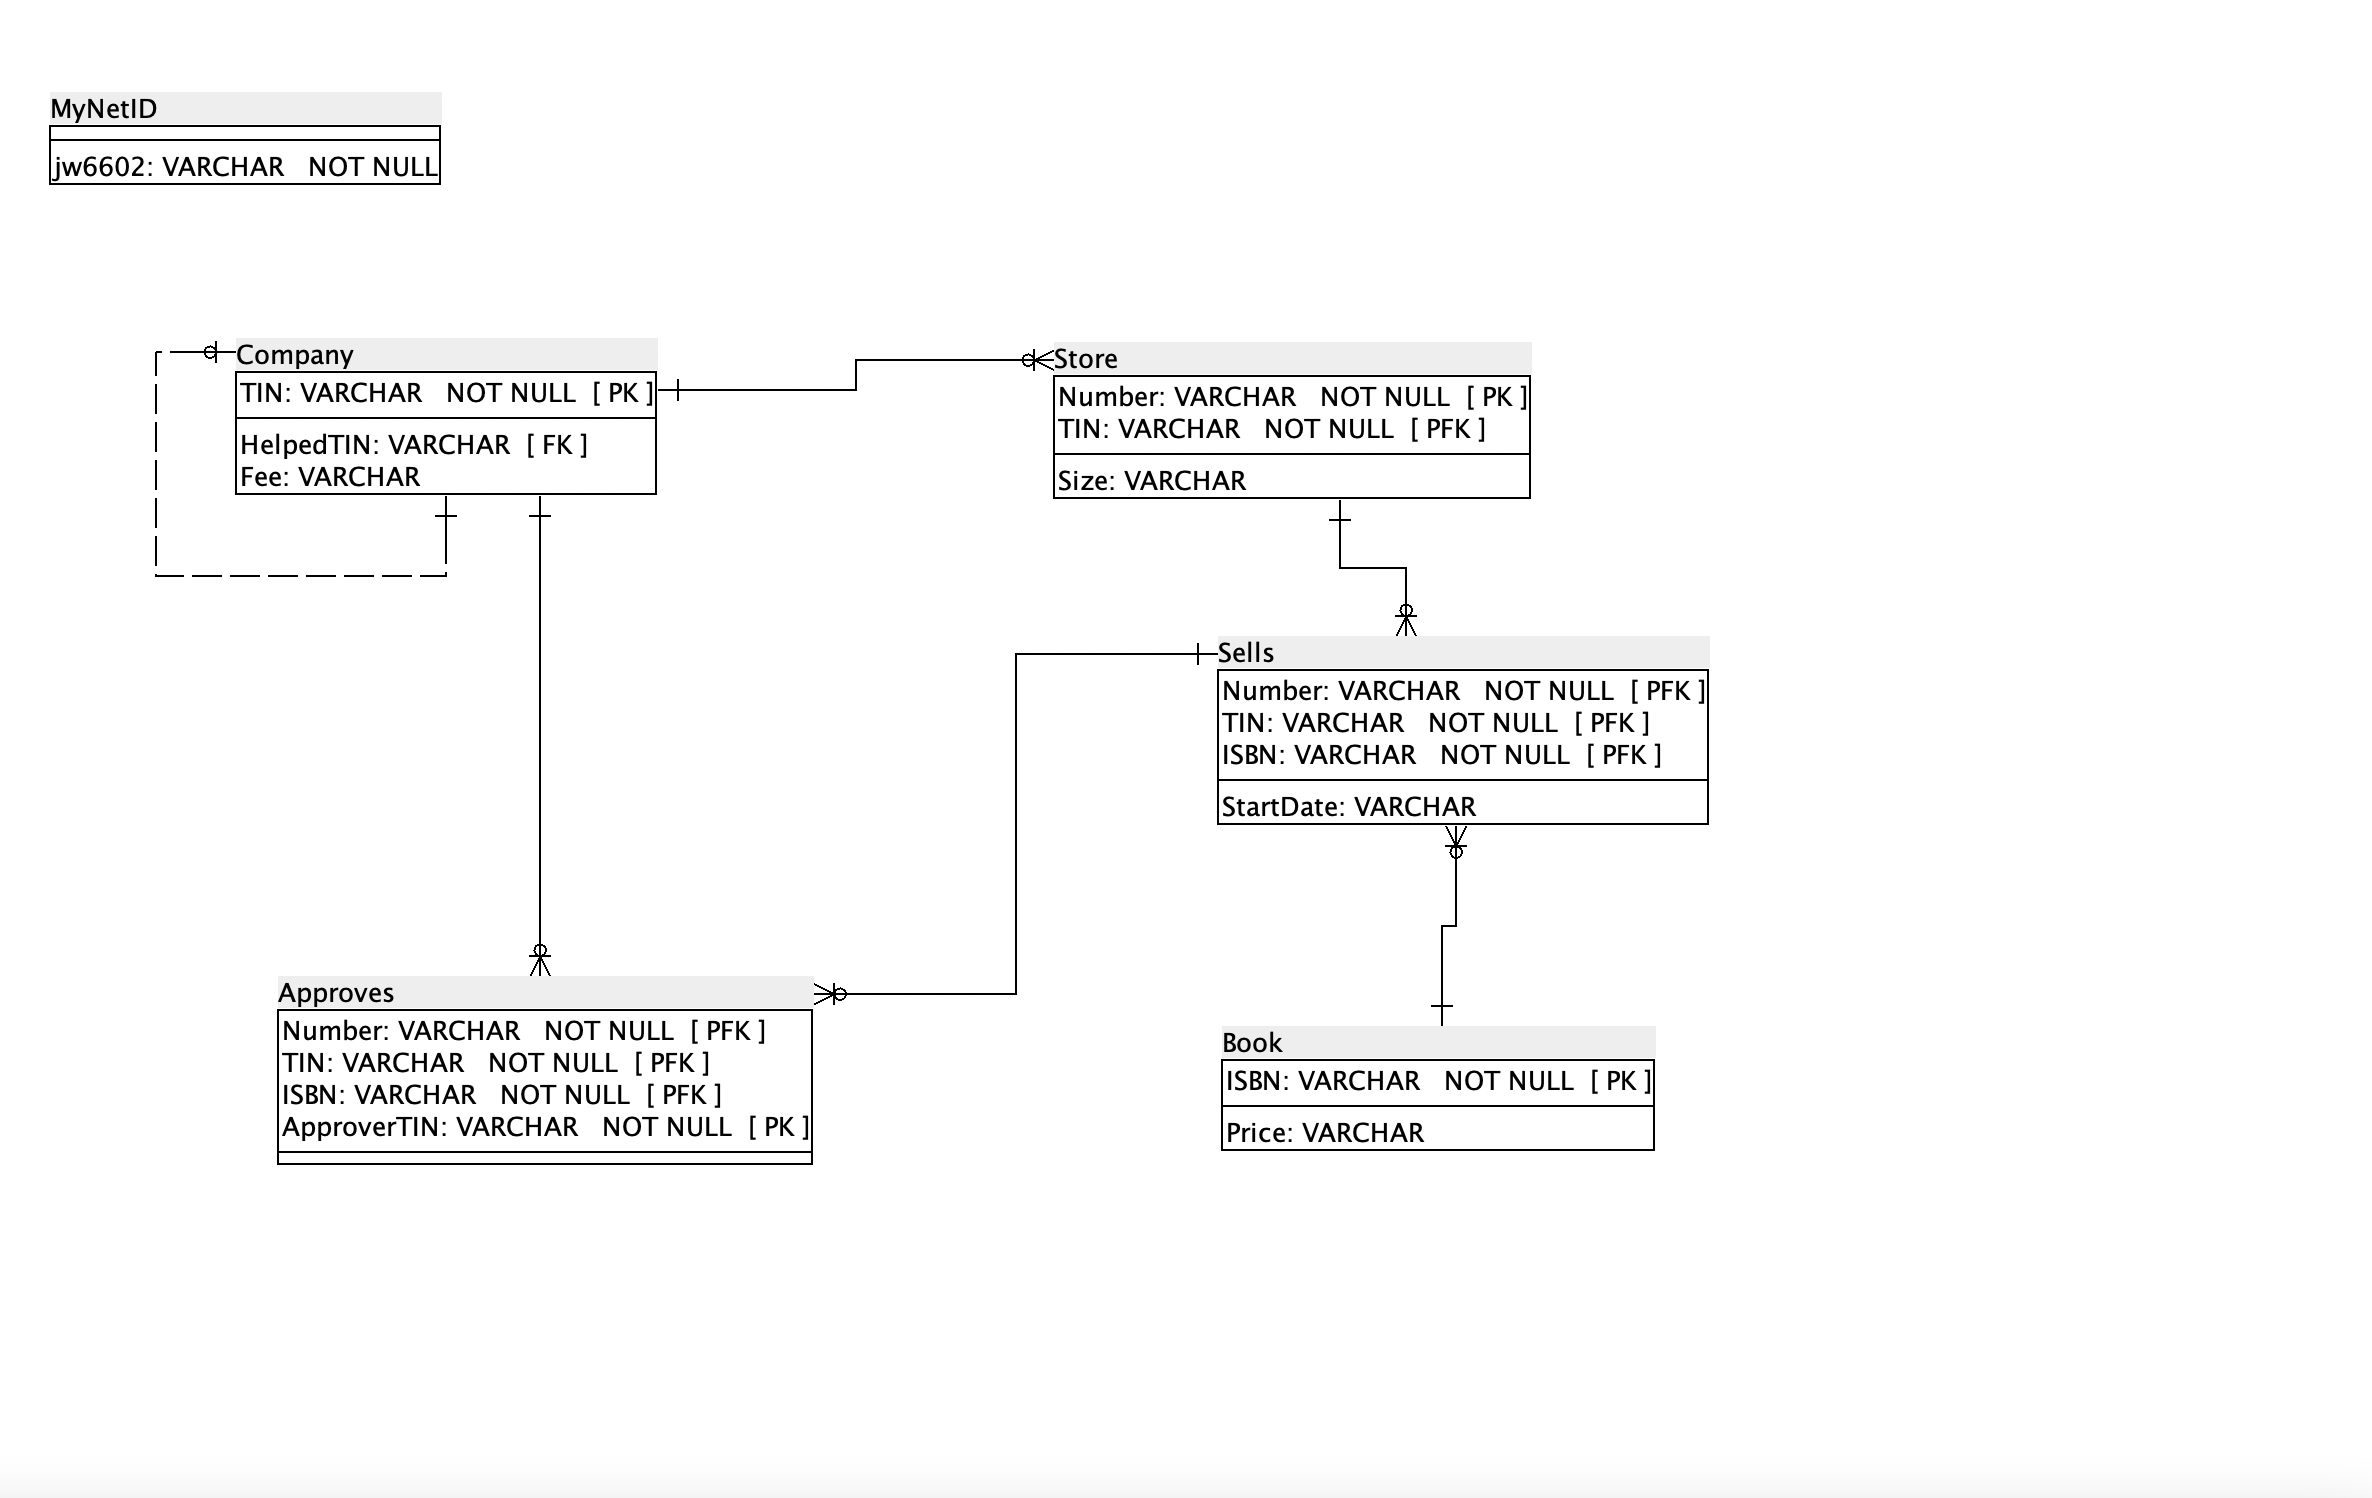 MyNetID
jw6602: VARCHAR NOT NULL
Company
TIN: VARCHAR NOT NULL [ PK ]
HelpedTIN: VARCHAR [ FK ]
Fee: VARCHAR
Store
Number: VARCHAR NOT NULL [ PK ]
TIN: VARCHAR NOT NULL [ PFK ]
Size: VARCHAR
Sells
Number: VARCHAR NOT NULL [ PFK ]
TIN: VARCHAR NOT NULL [ PFK ]
ISBN: VARCHAR NOT NULL [ PFK ]
StartDate: VARCHAR
Approves
Number: VARCHAR NOT NULL [ PFK ]
TIN: VARCHAR NOT NULL [ PFK ]
ISBN: VARCHAR NOT NULL [ PFK ]
ApproverTIN: VARCHAR NOT NULL [ PK ]
Book
ISBN: VARCHAR NOT NULL [ PK ]
Price: VARCHAR